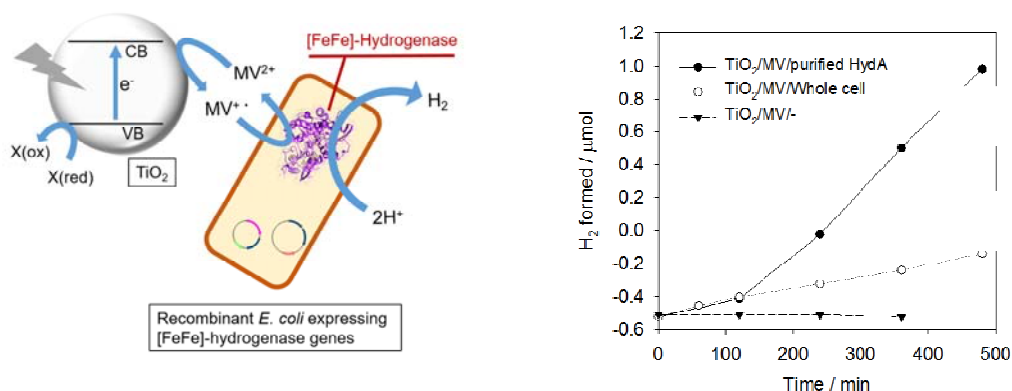 [FeFe]-Hydrogenase
CB
MV2+
e-
MV+・
H2
VB
X(ox)
X(red)
TiO2
2H+
Recombinant E. coli expressing
[FeFe]-hydrogenase genes
H2 formed / μmol
1.2
1.0
0.8
0.6
0.4
0.2
0.0
-0.2
-0.4
-0.6
TiO2/MV/purified HydA
TiO2/MV/Whole cell
TiO2/MV/-
0 100 200 300 400 500
Time / min